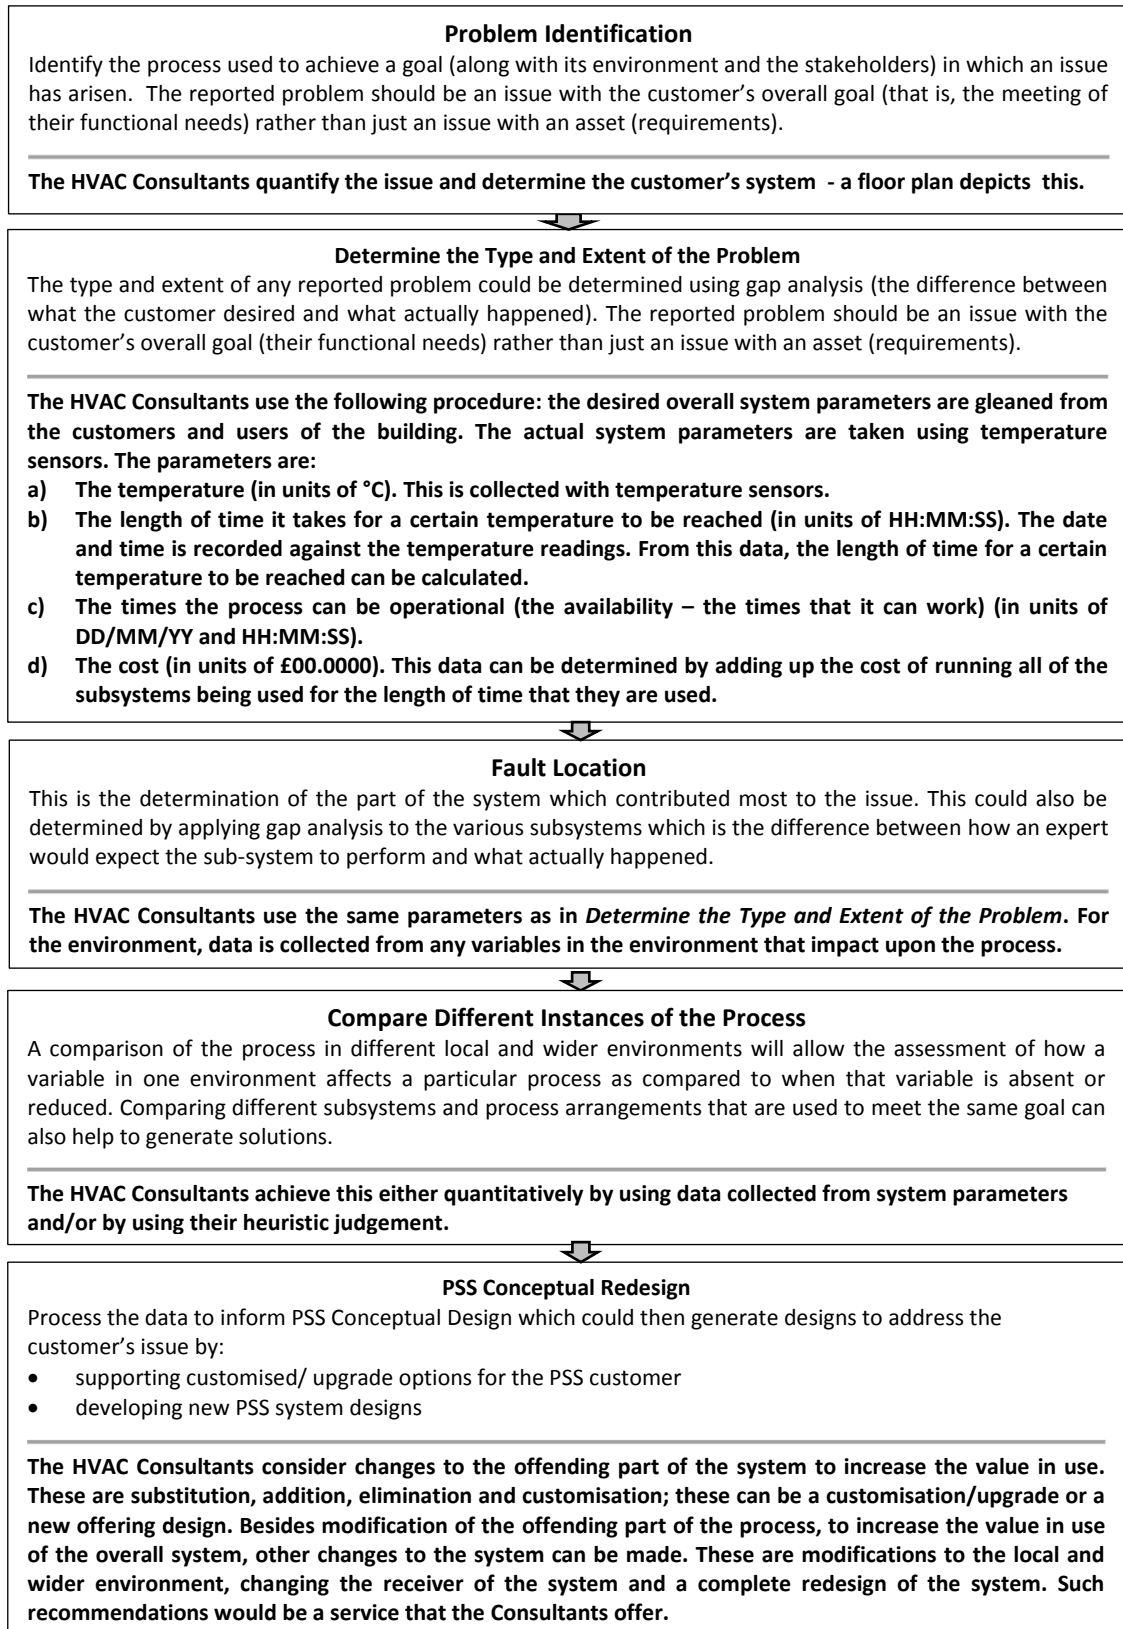 Problem Identification
Identify the process used to achieve a goal (along with its environment and the stakeholders) in which an issue
has arisen.  The reported problem should be an issue with the customer’s overall goal (that is, the meeting of
their functional needs) rather than just an issue with an asset (requirements).
The HVAC Consultants quantify the issue and determine the customer’s system  - a floor plan depicts  this.
Determine the Type and Extent of the Problem
The type and extent of any reported problem could be determined using gap analysis (the difference between
what the customer desired and what actually happened). The reported problem should be an issue with the
customer’s overall goal (their functional needs) rather than just an issue with an asset (requirements).
The HVAC Consultants use the following procedure: the desired overall system parameters are gleaned from
the customers and users of the building. The actual system parameters are taken using temperature
sensors. The parameters are:
a) The temperature (in units of °C). This is collected with temperature sensors.
b) The length of time it takes for a certain temperature to be reached (in units of HH:MM:SS). The date
and time is recorded against the temperature readings. From this data, the length of time for a certain
temperature to be reached can be calculated.
c) The times the process can be operational (the availability – the times that it can work) (in units of
DD/MM/YY and HH:MM:SS).
d) The cost (in units of £00.0000). This data can be determined by adding up the cost of running all of the
subsystems being used for the length of time that they are used.
Fault Location
This is the determination of the part of the system which contributed most to the issue. This could also be
determined by applying gap analysis to the various subsystems which is the difference between how an expert
would expect the sub-system to perform and what actually happened.
The HVAC Consultants use the same parameters as in Determine the Type and Extent of the Problem. For
the environment, data is collected from any variables in the environment that impact upon the process.
Compare Different Instances of the Process
A comparison of the process in different local and wider environments will allow the assessment of how a
variable in one environment affects a particular process as compared to when that variable is absent or
reduced. Comparing different subsystems and process arrangements that are used to meet the same goal can
also help to generate solutions.
The HVAC Consultants achieve this either quantitatively by using data collected from system parameters
and/or by using their heuristic judgement.
PSS Conceptual Redesign
Process the data to inform PSS Conceptual Design which could then generate designs to address the
customer’s issue by:
• supporting customised/ upgrade options for the PSS customer
• developing new PSS system designs
The HVAC Consultants consider changes to the offending part of the system to increase the value in use.
These are substitution, addition, elimination and customisation; these can be a customisation/upgrade or a
new offering design. Besides modification of the offending part of the process, to increase the value in use
of the overall system, other changes to the system can be made. These are modifications to the local and
wider environment, changing the receiver of the system and a complete redesign of the system. Such
recommendations would be a service that the Consultants offer.